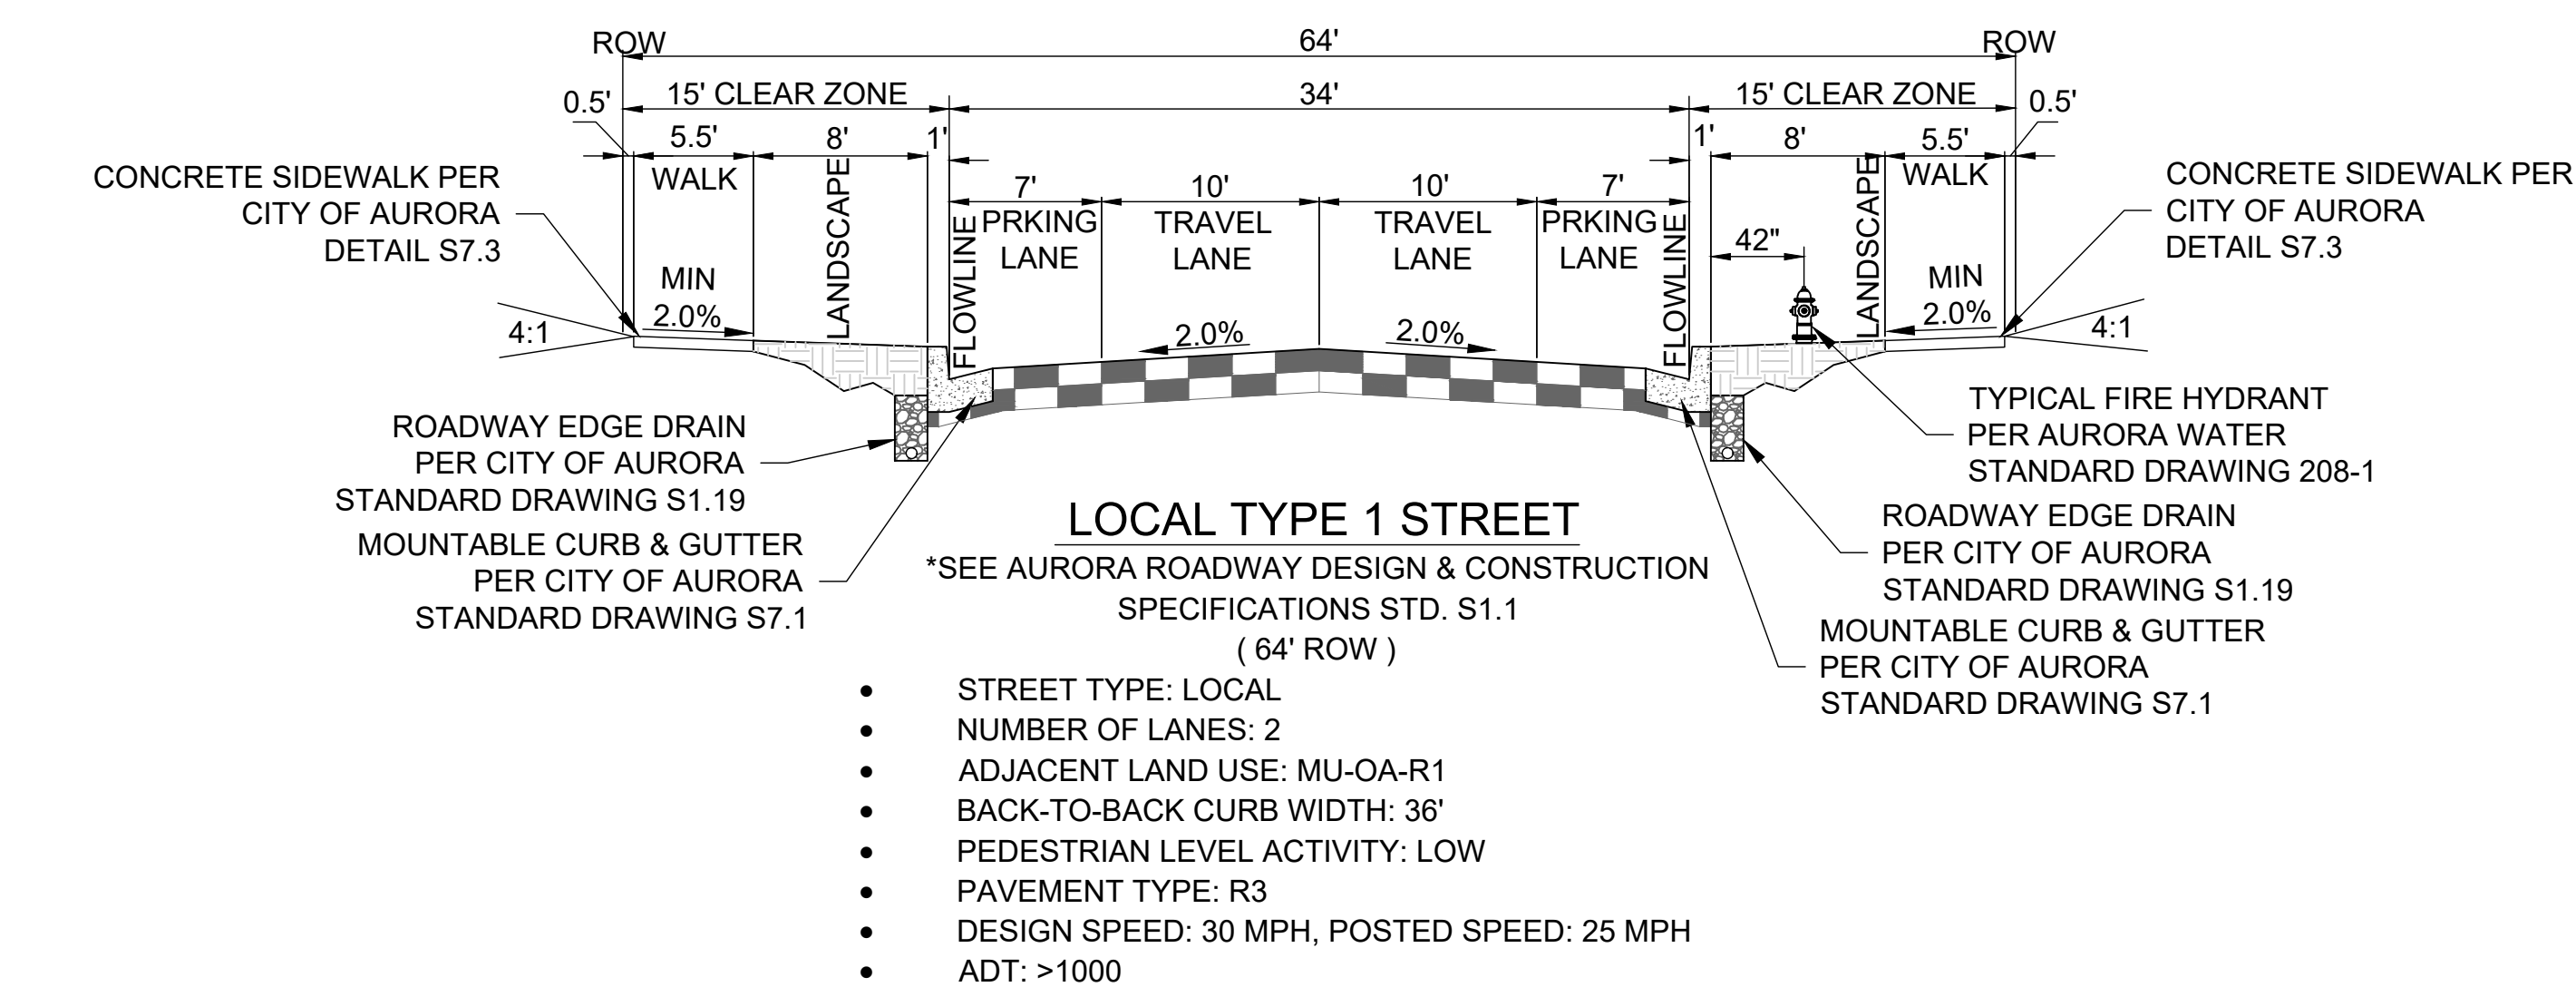 ROW
64'
ROW
0.5'
15' CLEAR ZONE
34'
15' CLEAR ZONE
0.5'
5.5'
8'
1'
1'
8'
5.5'
WALK
LANDSCAPE
FLOWLINE
7'
10'
10'
7'
PRKING
LANE
TRAVEL
LANE
TRAVEL
LANE
PRKING
LANE
FLOWLINE
42"
LANDSCAPE
WALK
CONCRETE SIDEWALK PER
CITY OF AURORA
DETAIL S7.3
CONCRETE SIDEWALK PER
CITY OF AURORA
DETAIL S7.3
4:1
MIN
2.0%
2.0%
2.0%
MIN
2.0%
4:1
ROADWAY EDGE DRAIN
PER CITY OF AURORA
STANDARD DRAWING S1.19
MOUNTABLE CURB & GUTTER
PER CITY OF AURORA
STANDARD DRAWING S7.1
TYPICAL FIRE HYDRANT
PER AURORA WATER
STANDARD DRAWING 208-1
ROADWAY EDGE DRAIN
PER CITY OF AURORA
STANDARD DRAWING S1.19
MOUNTABLE CURB & GUTTER
PER CITY OF AURORA
STANDARD DRAWING S7.1
LOCAL TYPE 1 STREET
*SEE AURORA ROADWAY DESIGN & CONSTRUCTION
SPECIFICATIONS STD. S1.1
( 64' ROW )
• STREET TYPE: LOCAL
• NUMBER OF LANES: 2
• ADJACENT LAND USE: MU-OA-R1
• BACK-TO-BACK CURB WIDTH: 36'
• PEDESTRIAN LEVEL ACTIVITY: LOW
• PAVEMENT TYPE: R3
• DESIGN SPEED: 30 MPH, POSTED SPEED: 25 MPH
• ADT: >1000